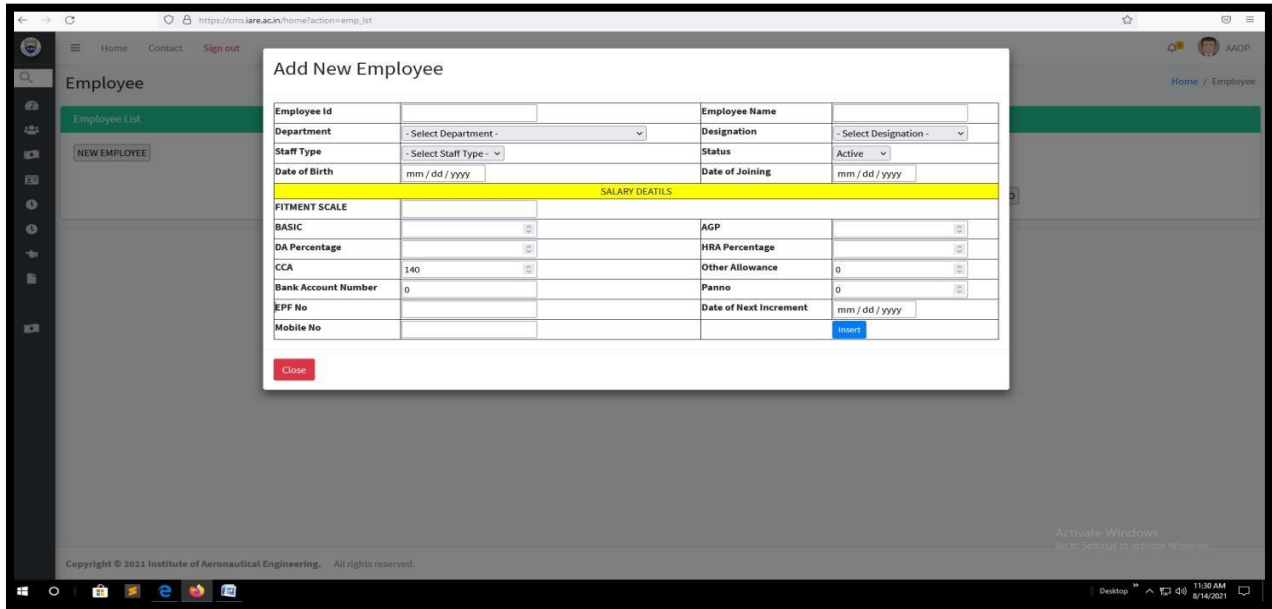 https://cms.iare.ac.in/home?action=emp_lst
Home Contact Sign out
AAOP
Employee
Home / Employee
Employee List
NEW EMPLOYEE
Add New Employee
Employee Id Employee Name
Department - Select Department - Designation - Select Designation -
Staff Type - Select Staff Type - Status Active
Date of Birth mm / dd / yyyy Date of Joining mm / dd / yyyy
SALARY DEATILS
FITMENT SCALE
BASIC AGP
DA Percentage HRA Percentage
CCA 140 Other Allowance 0
Bank Account Number 0 Panno 0
EPF No Date of Next Increment mm / dd / yyyy
Mobile No Insert
Close
Activate Windows
Go to Settings to activate Windows.
Copyright © 2021 Institute of Aeronautical Engineering. All rights reserved.
Desktop 11:30 AM
8/14/2021